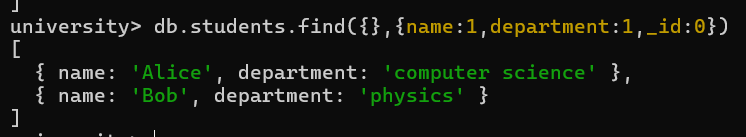 ]
university> db.students.find({},{name:1,department:1,_id:0})
[
  { name: 'Alice', department: 'computer science' },
  { name: 'Bob', department: 'physics' }
]